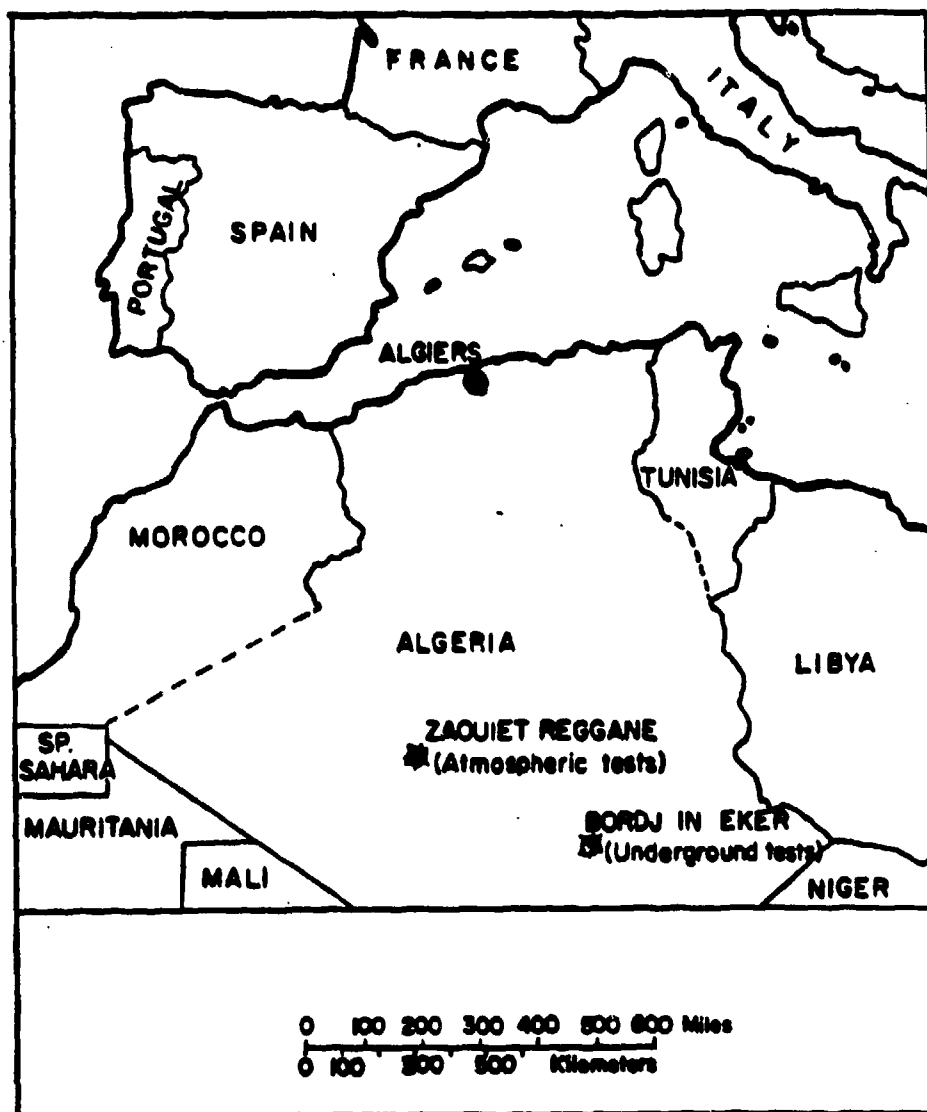 FRANCE
ITALY
PORTUGAL
SPAIN
ALGIERS
TUNISIA
MOROCCO
ALGERIA
LIBYA
SP.
SAHARA
ZAOUIET REGGANE
(Atmospheric tests)
MAURITANIA
BORDJ IN EKER
(Underground tests)
MALI
NIGER
0 100 200 300 400 500 600 Miles
0 100 300 500 Kilometers